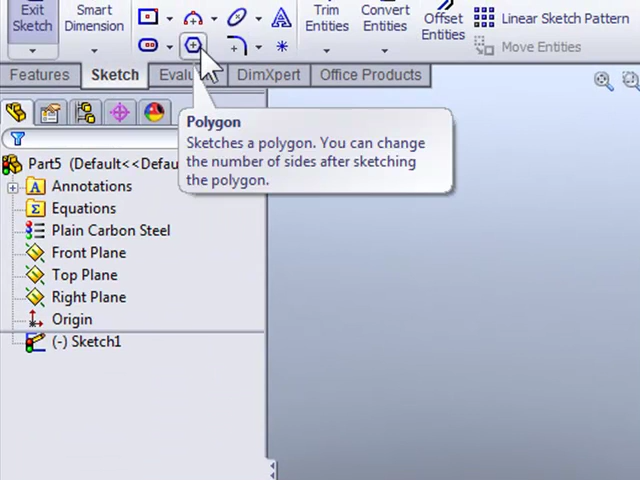 Exit
Sketch
Smart
Dimension
Trim
Entities
Convert
Entities
Offset
Entities
Linear Sketch Pattern
Move Entities
Features
Sketch
DimXpert
Office Products
Polygon
Sketches a polygon. You can change
the number of sides after sketching
the polygon.
Part5 (Default<<Defau
Annotations
Equations
Plain Carbon Steel
Front Plane
Top Plane
Right Plane
Origin
(-) Sketch1